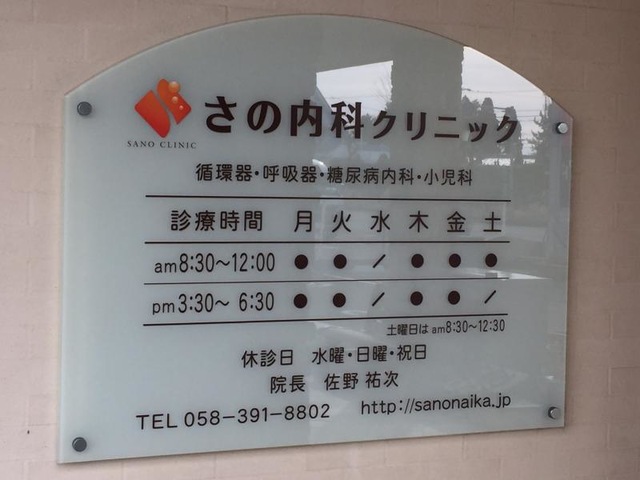 さの内科クリニック
SANO CLINIC
循環器・呼吸器・糖尿病内科・小児科
診療時間 月 火 水 木 金 土
am8:30〜12:00 ● ● ／ ● ● ●
pm3:30〜 6:30 ● ● ／ ● ● ／
土曜日は am8:30〜12:30
休診日 水曜・日曜・祝日
院長 佐野 祐次
TEL 058−391−8802 http://sanonaika.jp